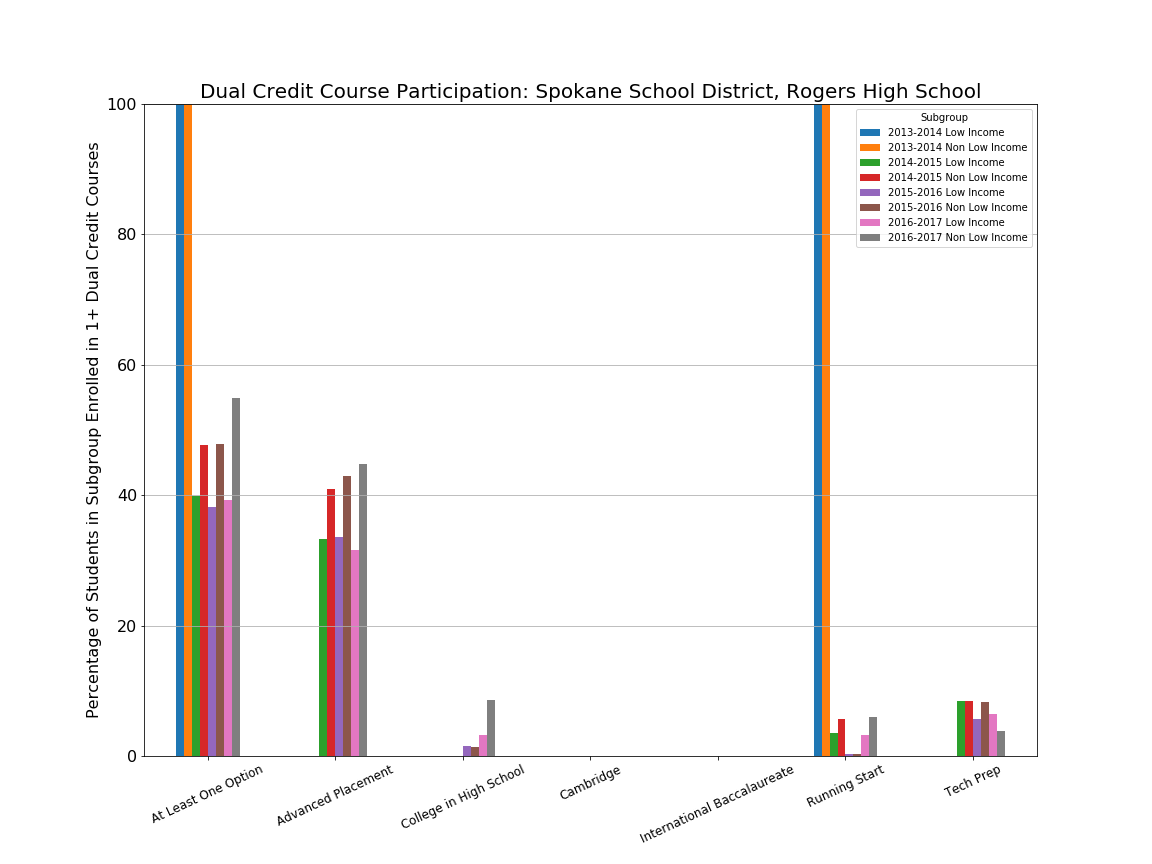 Dual Credit Course Participation: Spokane School District, Rogers High School
Percentage of Students in Subgroup Enrolled in 1+ Dual Credit Courses
100
80
60
40
20
0
Subgroup
2013-2014 Low Income
2013-2014 Non Low Income
2014-2015 Low Income
2014-2015 Non Low Income
2015-2016 Low Income
2015-2016 Non Low Income
2016-2017 Low Income
2016-2017 Non Low Income
At Least One Option
Advanced Placement
College in High School
Cambridge
International Baccalaureate
Running Start
Tech Prep